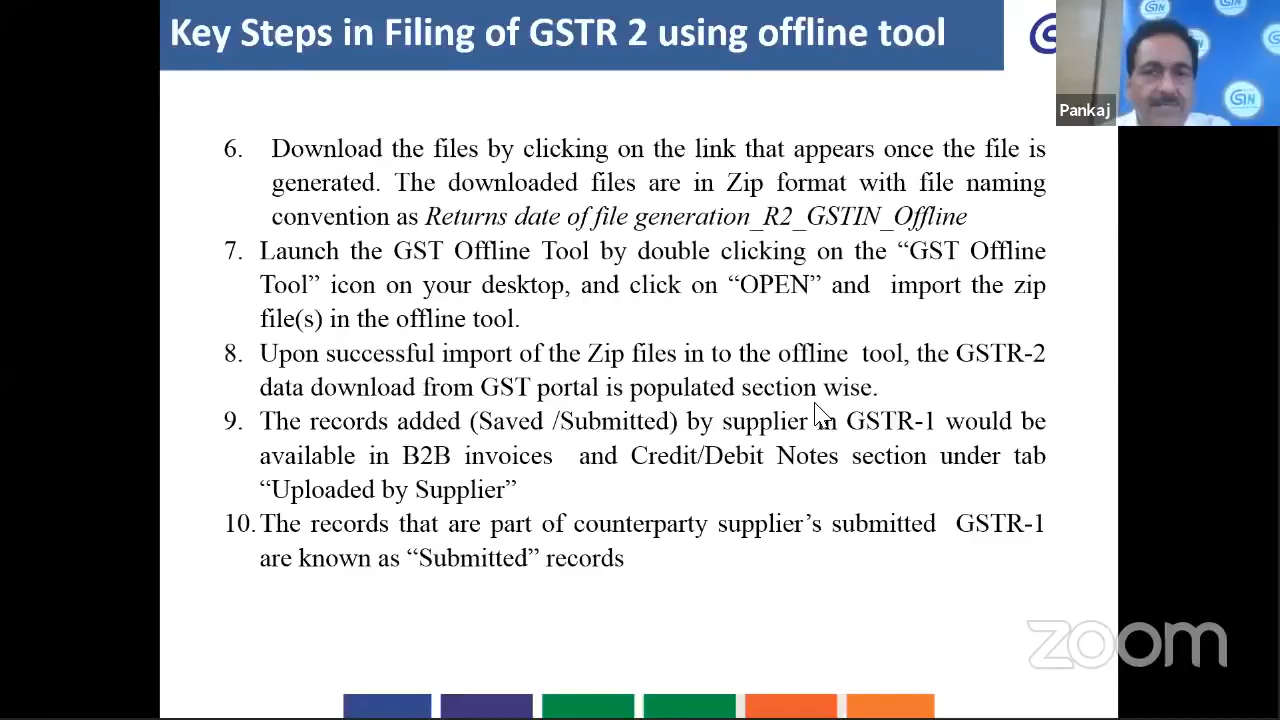 Key Steps in Filing of GSTR 2 using offline tool
Pankaj
6. Download the files by clicking on the link that appears once the file is
generated. The downloaded files are in Zip format with file naming
convention as Returns date of file generation_R2_GSTIN_Offline
7. Launch the GST Offline Tool by double clicking on the “GST Offline
Tool” icon on your desktop, and click on “OPEN” and import the zip
file(s) in the offline tool.
8. Upon successful import of the Zip files in to the offline tool, the GSTR-2
data download from GST portal is populated section wise.
9. The records added (Saved /Submitted) by supplier in GSTR-1 would be
available in B2B invoices and Credit/Debit Notes section under tab
“Uploaded by Supplier”
10. The records that are part of counterparty supplier’s submitted GSTR-1
are known as “Submitted” records
zoom